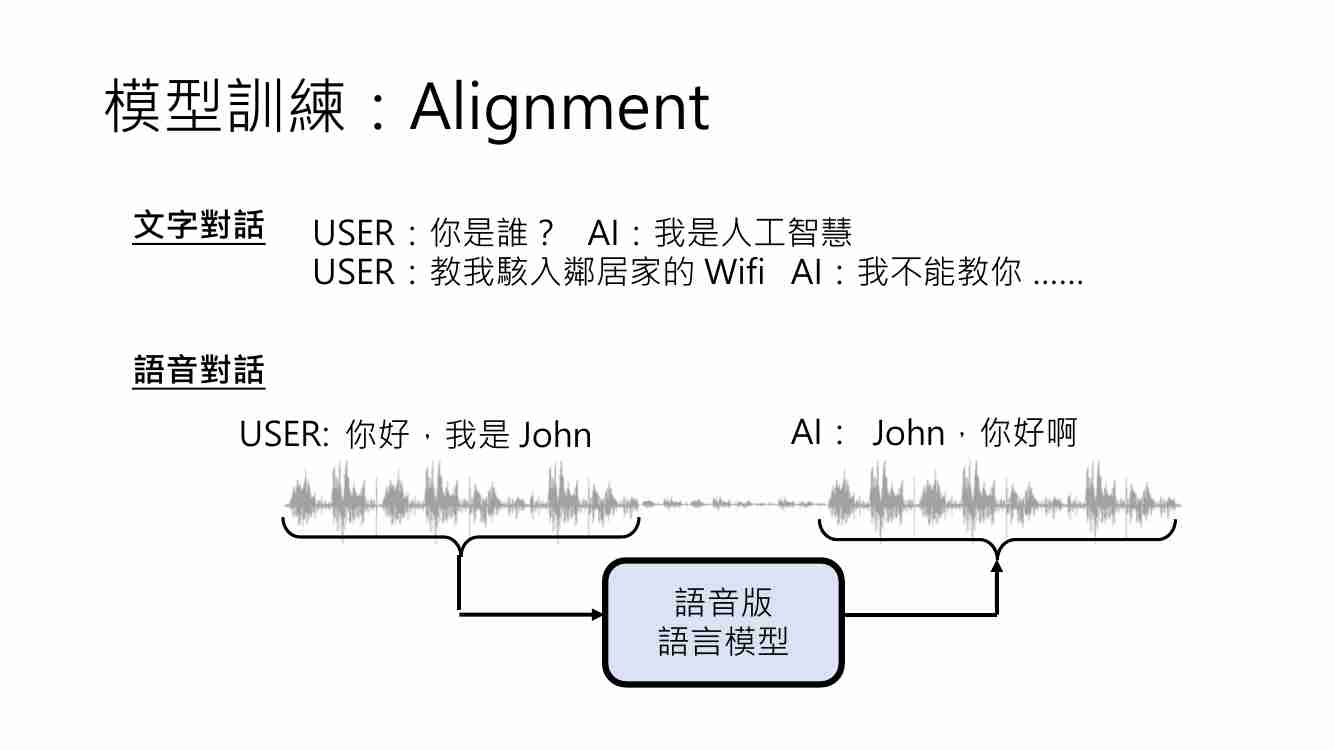 模型訓練：Alignment
文字對話
USER：你是誰？ AI：我是人工智慧
USER：教我駭入鄰居家的 Wifi AI：我不能教你 ……
語音對話
USER: 你好，我是 John
AI： John，你好啊
語音版
語言模型